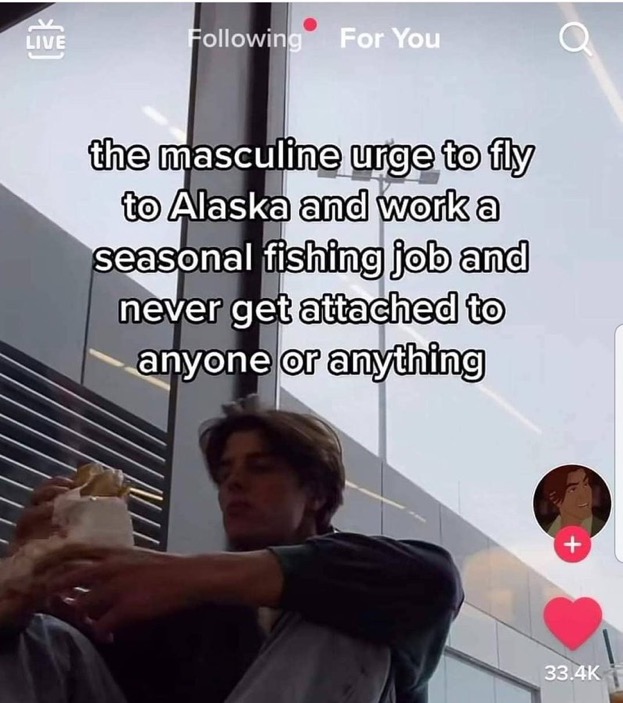 LIVE
Following
For You
the masculine urge to fly
to Alaska and work a
seasonal fishing job and
never get attached to
anyone or anything
33.4K